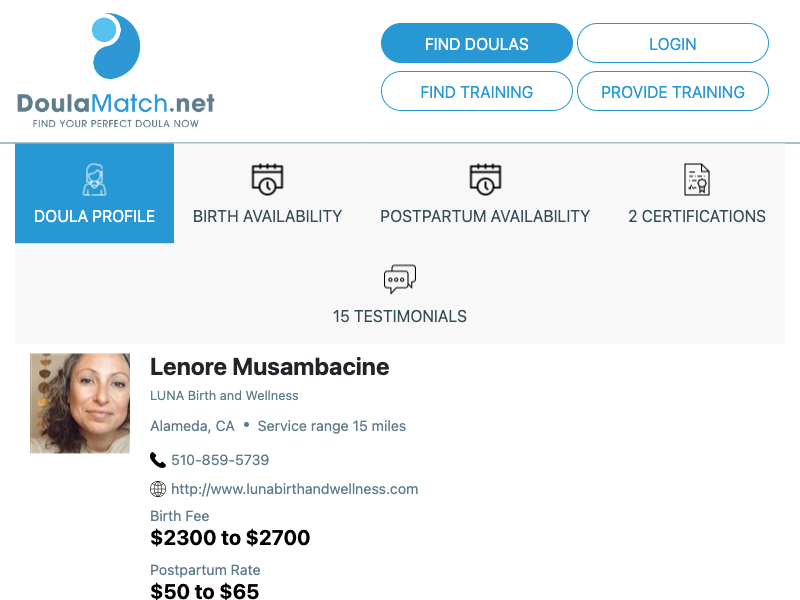 DoulaMatch.net
FIND YOUR PERFECT DOULA NOW
FIND DOULAS
LOGIN
FIND TRAINING
PROVIDE TRAINING
DOULA PROFILE
BIRTH AVAILABILITY
POSTPARTUM AVAILABILITY
2 CERTIFICATIONS
15 TESTIMONIALS
Lenore Musambacine
LUNA Birth and Wellness
Alameda, CA • Service range 15 miles
510-859-5739
http://www.lunabirthandwellness.com
Birth Fee
$2300 to $2700
Postpartum Rate
$50 to $65